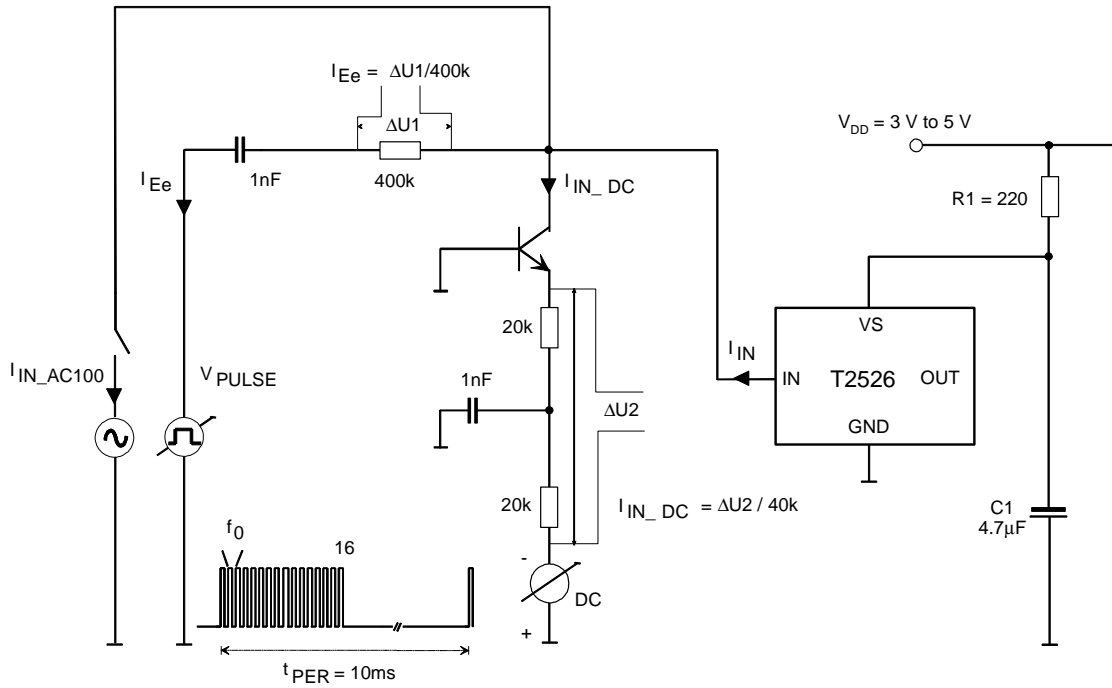 I_Ee = ΔU1/400k
ΔU1
V_DD = 3 V to 5 V
1nF
400k
I_Ee
I_IN_DC
R1 = 220
20k
VS
I_IN
I_IN_AC100
V_PULSE
1nF
IN
T2526
OUT
ΔU2
GND
20k
I_IN_DC = ΔU2 / 40k
C1
4.7µF
f_0
16
-
DC
+
t_PER = 10ms